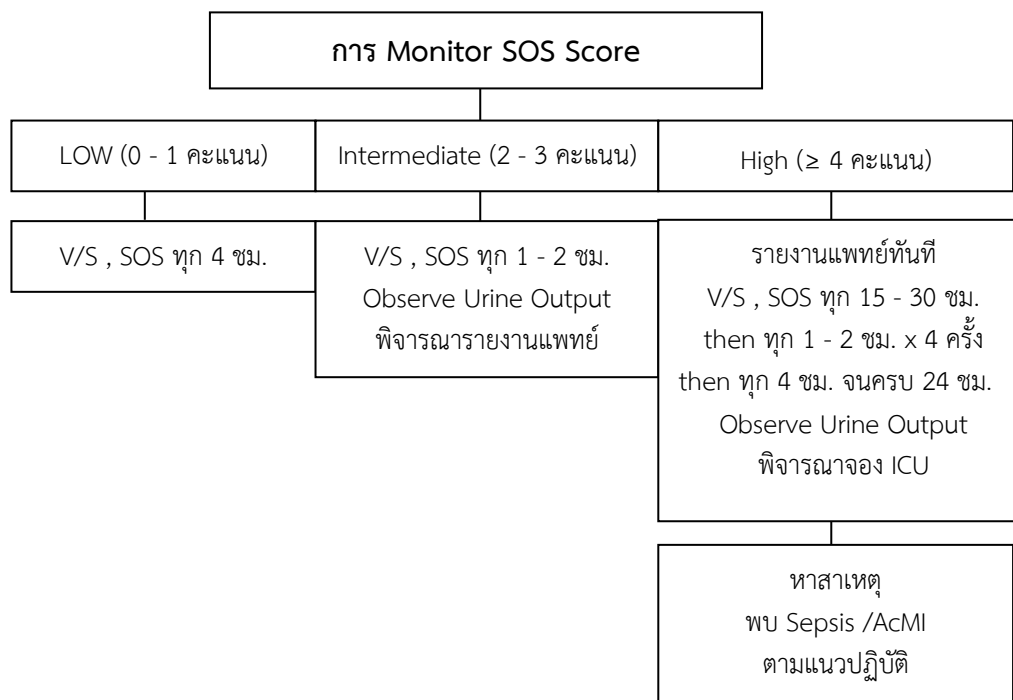 การ Monitor SOS Score
LOW (0 - 1 คะแนน)
Intermediate (2 - 3 คะแนน)
High (≥ 4 คะแนน)
V/S , SOS ทุก 4 ชม.
V/S , SOS ทุก 1 - 2 ชม.
Observe Urine Output
พิจารณารายงานแพทย์
รายงานแพทย์ทันที
V/S , SOS ทุก 15 - 30 ชม.
then ทุก 1 - 2 ชม. x 4 ครั้ง
then ทุก 4 ชม. จนครบ 24 ชม.
Observe Urine Output
พิจารณาจอง ICU
หาสาเหตุ
พบ Sepsis /AcMI
ตามแนวปฏิบัติ